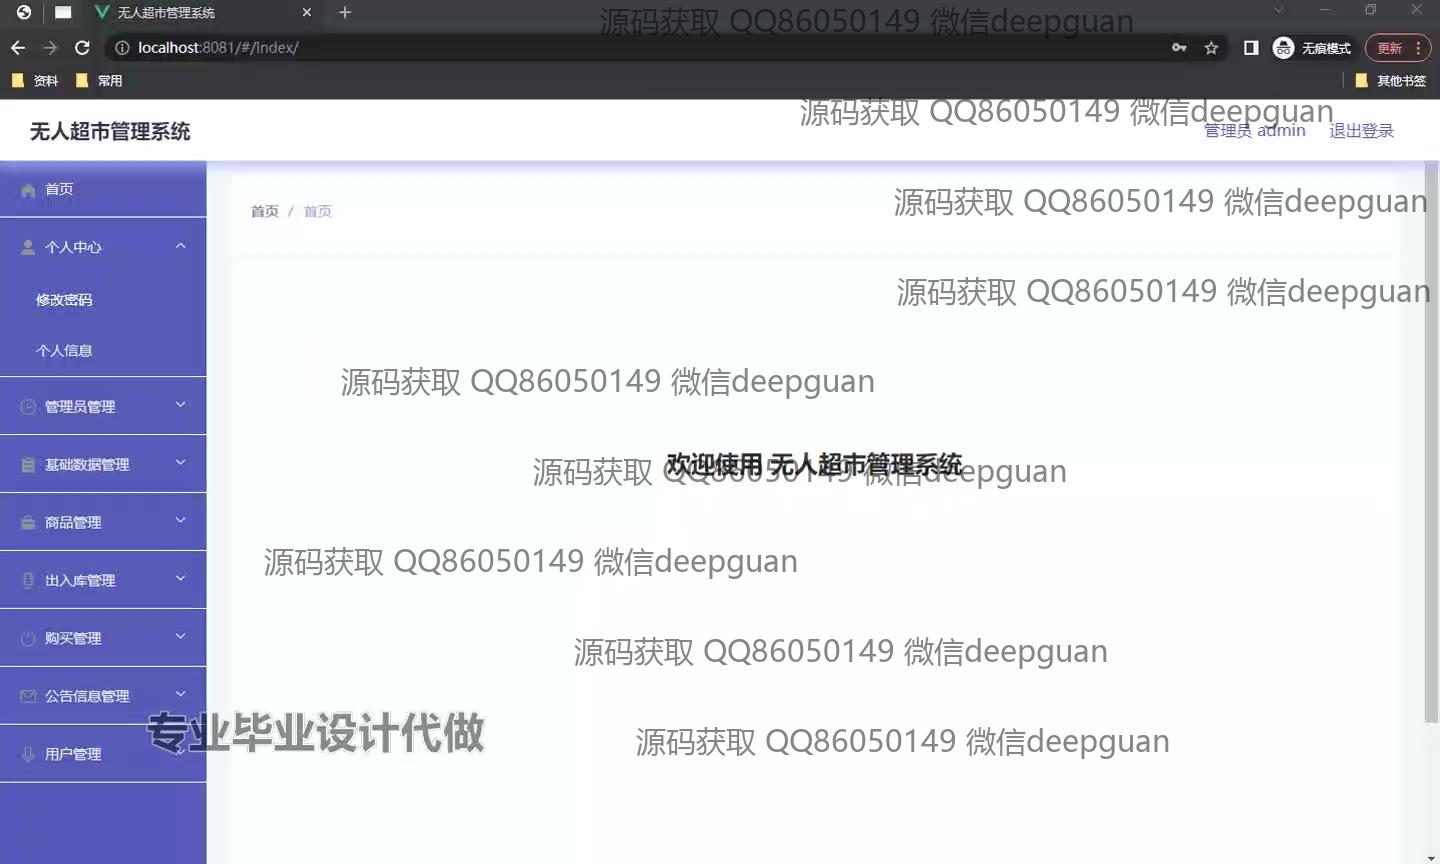 无人超市管理系统
源码获取 QQ86050149 微信deepguan
localhost:8081/#/Index/
无痕模式
更新
资料
常用
其他书签
源码获取 QQ86050149 微信deepguan
无人超市管理系统
管理员 admin
退出登录
首页
源码获取 QQ86050149 微信deepguan
首页 / 首页
个人中心
修改密码
源码获取 QQ86050149 微信deepguan
个人信息
源码获取 QQ86050149 微信deepguan
管理员管理
基础数据管理
欢迎使用 无人超市管理系统
源码获取 QQ86050149 微信deepguan
商品管理
源码获取 QQ86050149 微信deepguan
出入库管理
购买管理
源码获取 QQ86050149 微信deepguan
公告信息管理
专业毕业设计代做
源码获取 QQ86050149 微信deepguan
用户管理